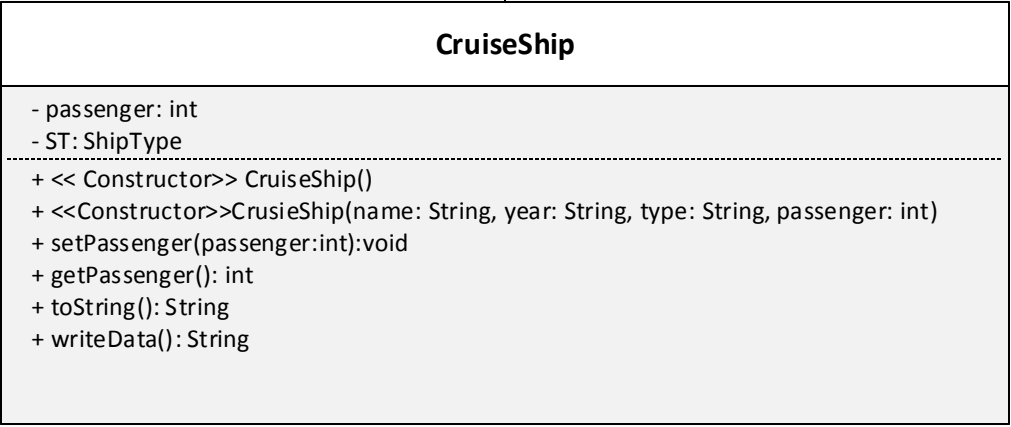 CruiseShip
- passenger: int
- ST: ShipType
+ << Constructor>> CruiseShip()
+ <<Constructor>>CrusieShip(name: String, year: String, type: String, passenger: int)
+ setPassenger(passenger:int):void
+ getPassenger(): int
+ toString(): String
+ writeData(): String